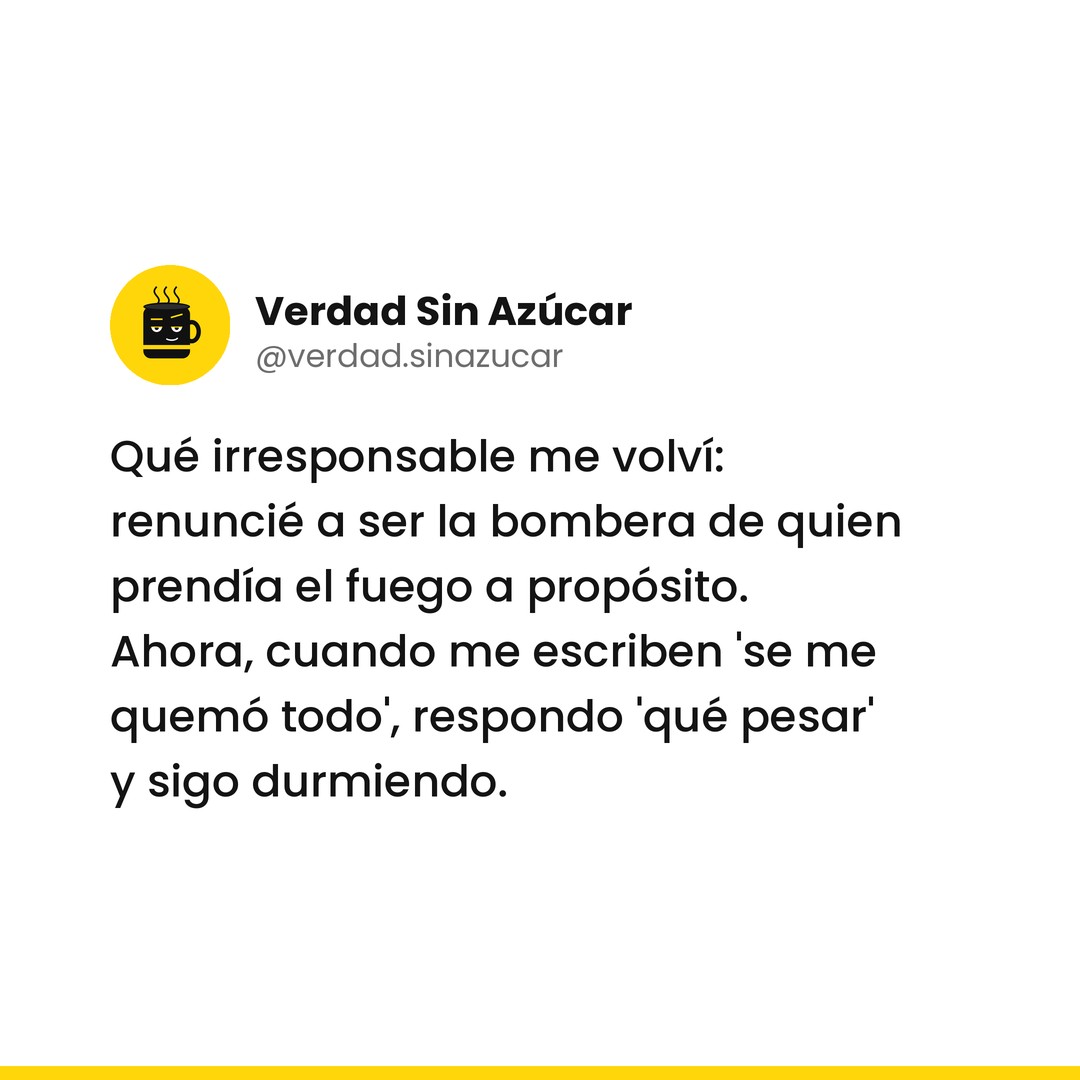 Verdad Sin Azúcar
@verdad.sinazucar
Qué irresponsable me volví:
renuncié a ser la bombera de quien
prendía el fuego a propósito.
Ahora, cuando me escriben 'se me
quemó todo', respondo 'qué pesar'
y sigo durmiendo.